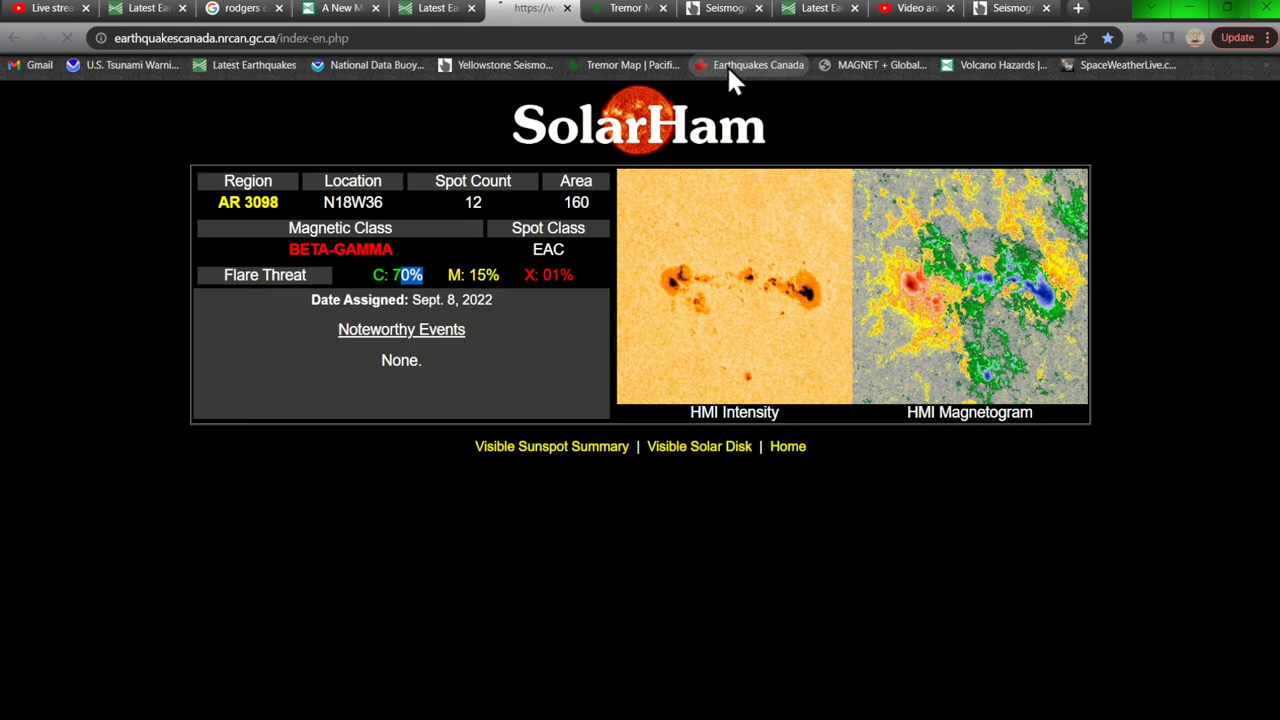 Live strea
Latest Ear
rodgers c
A New M
Latest Ear
https://w
Tremor M
Seismogr
Latest Ear
Video an
Seismogr
earthquakescanada.nrcan.gc.ca/index-en.php
Update
Gmail
U.S. Tsunami Warni...
Latest Earthquakes
National Data Buoy...
Yellowstone Seismo...
Tremor Map | Pacifi...
Earthquakes Canada
MAGNET + Global...
Volcano Hazards |...
SpaceWeatherLive.c...
SolarHam
Region Location Spot Count Area
AR 3098 N18W36 12 160
Magnetic Class Spot Class
BETA-GAMMA EAC
Flare Threat C: 70% M: 15% X: 01%
Date Assigned: Sept. 8, 2022
Noteworthy Events
None.
HMI Intensity HMI Magnetogram
Visible Sunspot Summary | Visible Solar Disk | Home